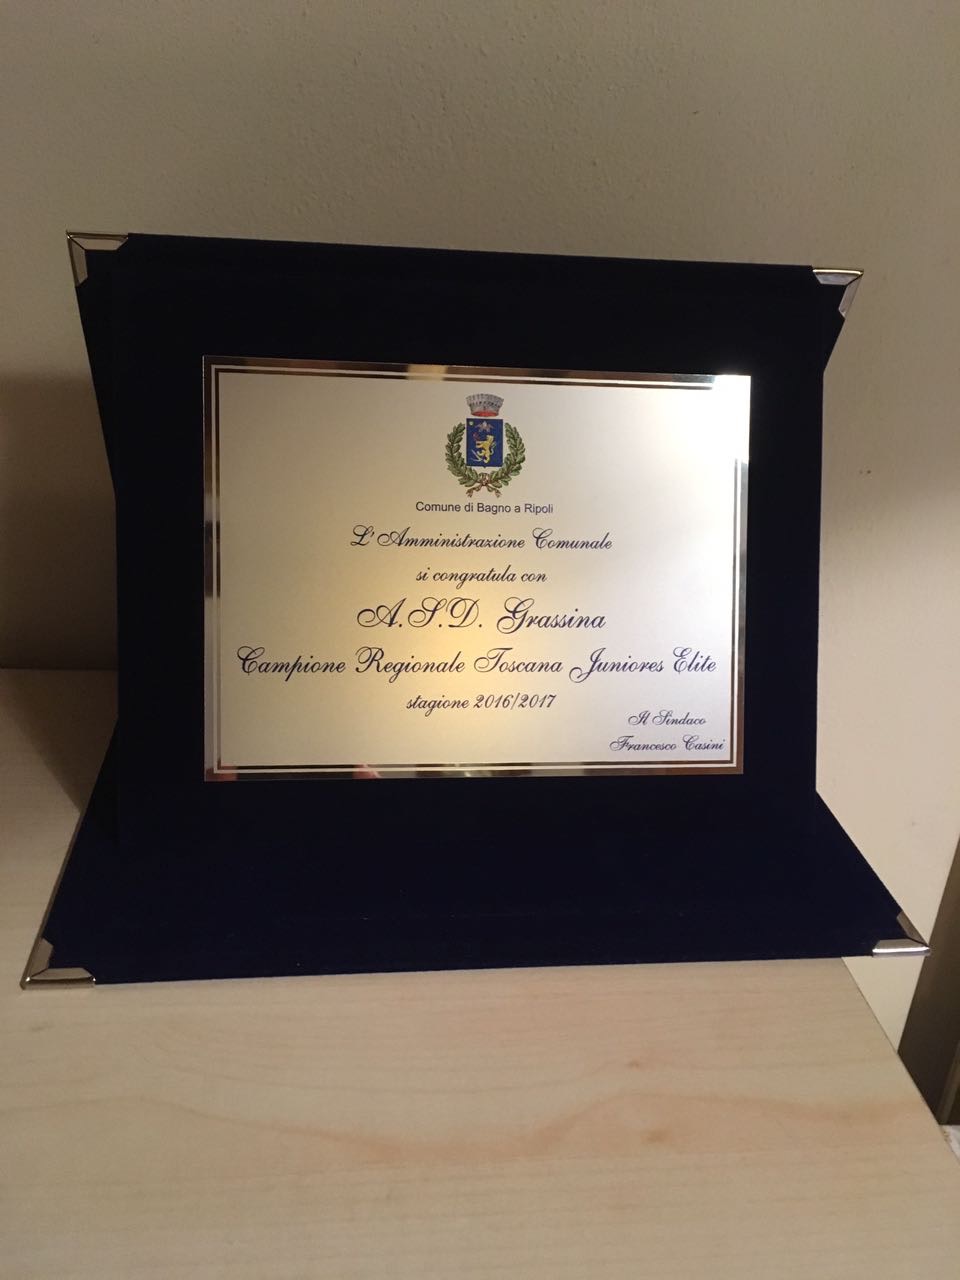 Comune di Bagno a Ripoli
L'Amministrazione Comunale
si congratula con
A.S.D. Grassina
Campione Regionale Toscana Juniores Elite
stagione 2016/2017
Il Sindaco
Francesco Casini